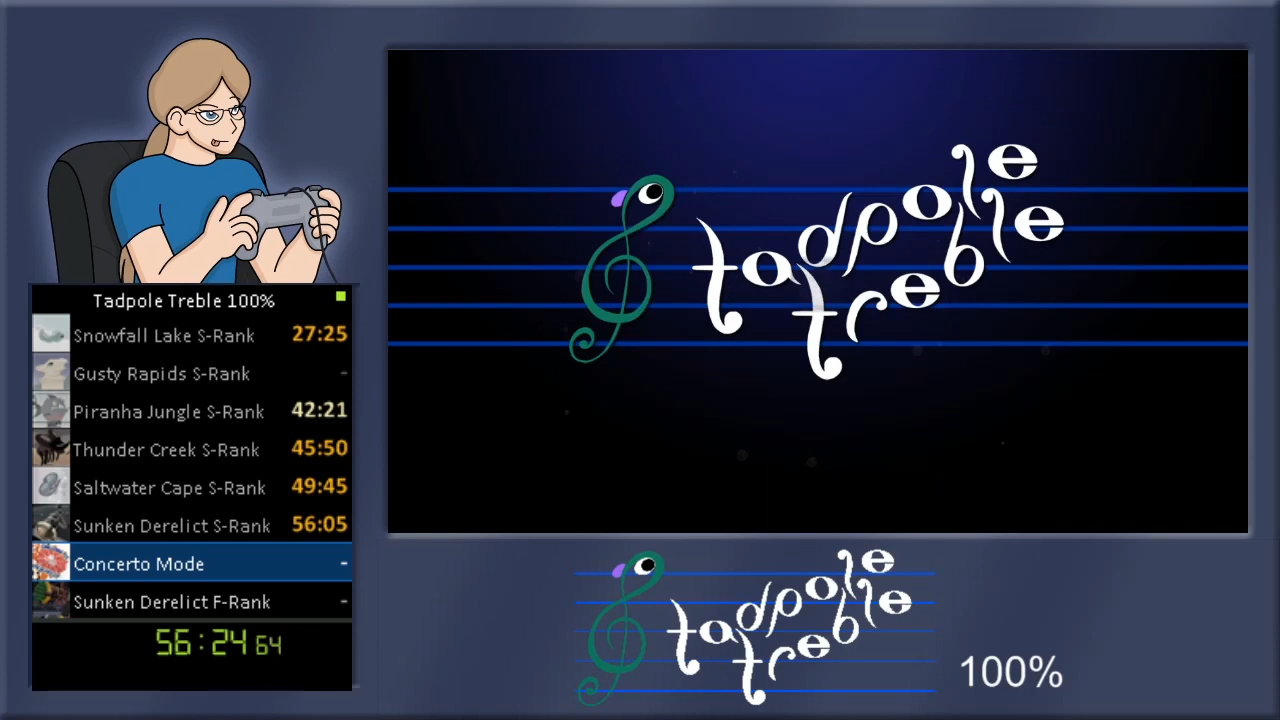 Tadpole Treble 100%
Snowfall Lake S-Rank 27:25
Gusty Rapids S-Rank -
Piranha Jungle S-Rank 42:21
Thunder Creek S-Rank 45:50
Saltwater Cape S-Rank 49:45
Sunken Derelict S-Rank 56:05
Concerto Mode -
Sunken Derelict F-Rank -
56:24 64
tadpole
treble
tadpole
treble
100%